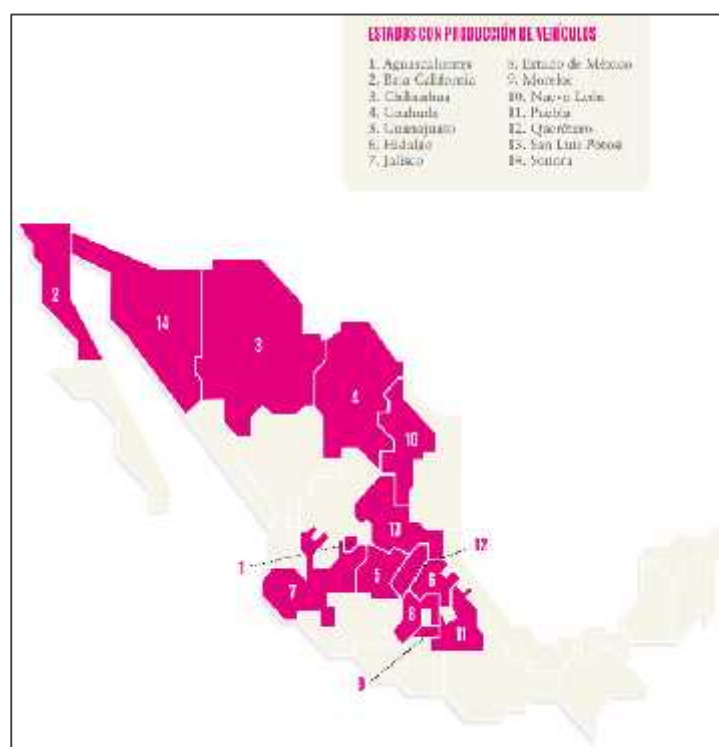 ESTADOS CON PRODUCCIÓN DE VEHÍCULOS
1. Aguascalientes
2. Baja California
3. Chihuahua
4. Coahuila
5. Guanajuato
6. Hidalgo
7. Jalisco
8. Estado de México
9. Morelos
10. Nuevo León
11. Puebla
12. Querétaro
13. San Luis Potosí
14. Sonora
2
14
3
4
10
13
12
1
5
6
7
8
11
9